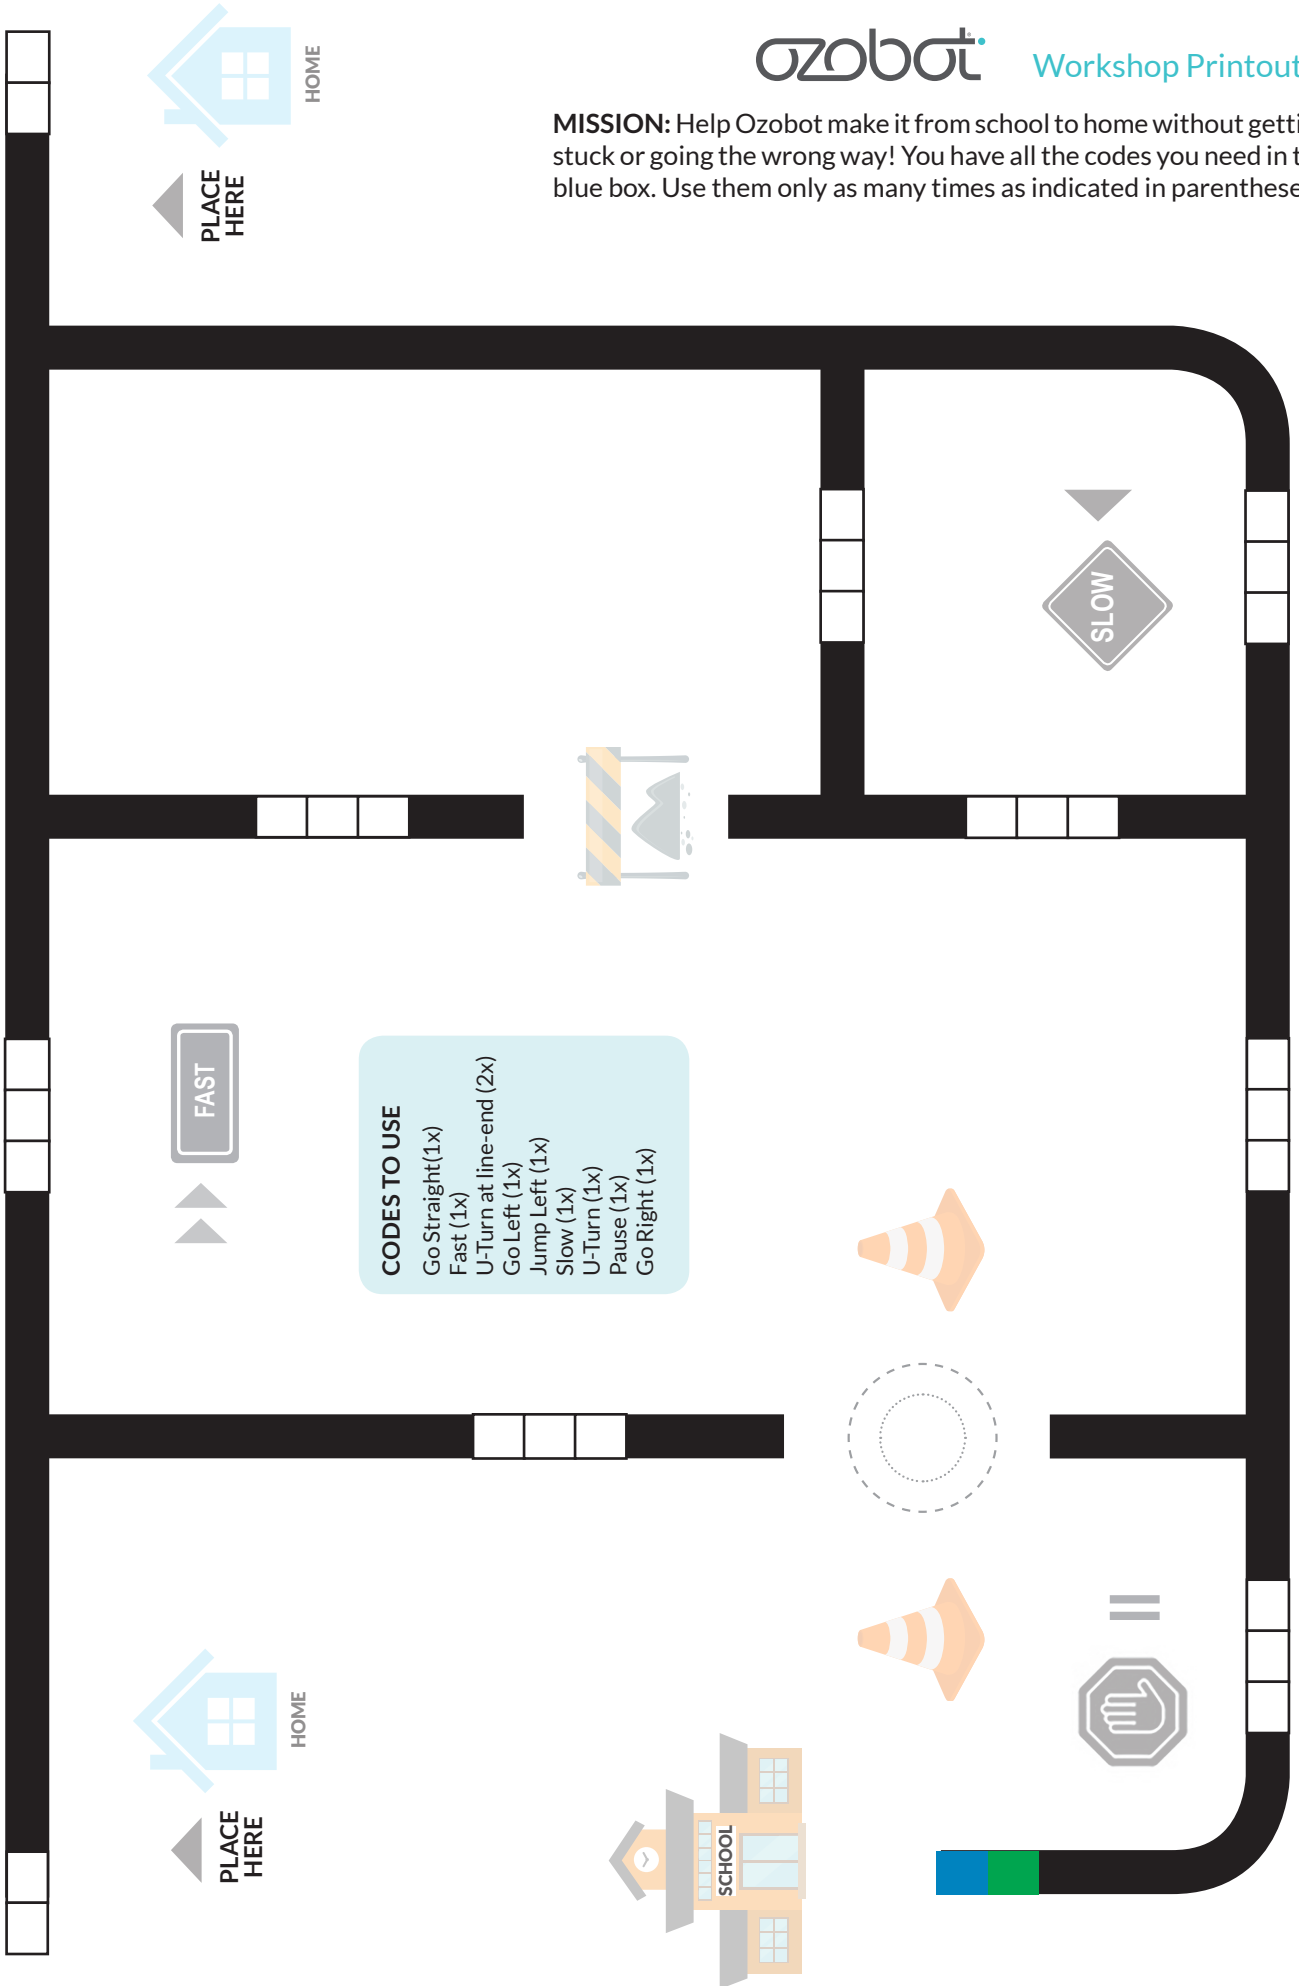 ozobot
Workshop Printout
MISSION: Help Ozobot make it from school to home without getti
stuck or going the wrong way! You have all the codes you need in t
blue box. Use them only as many times as indicated in parenthese
HOME
PLACE
HERE
SLOW
FAST
CODES TO USE
Go Straight(1x)
Fast (1x)
U-Turn at line-end (2x)
Go Left (1x)
Jump Left (1x)
Slow (1x)
U-Turn (1x)
Pause (1x)
Go Right (1x)
HOME
PLACE
HERE
SCHOOL